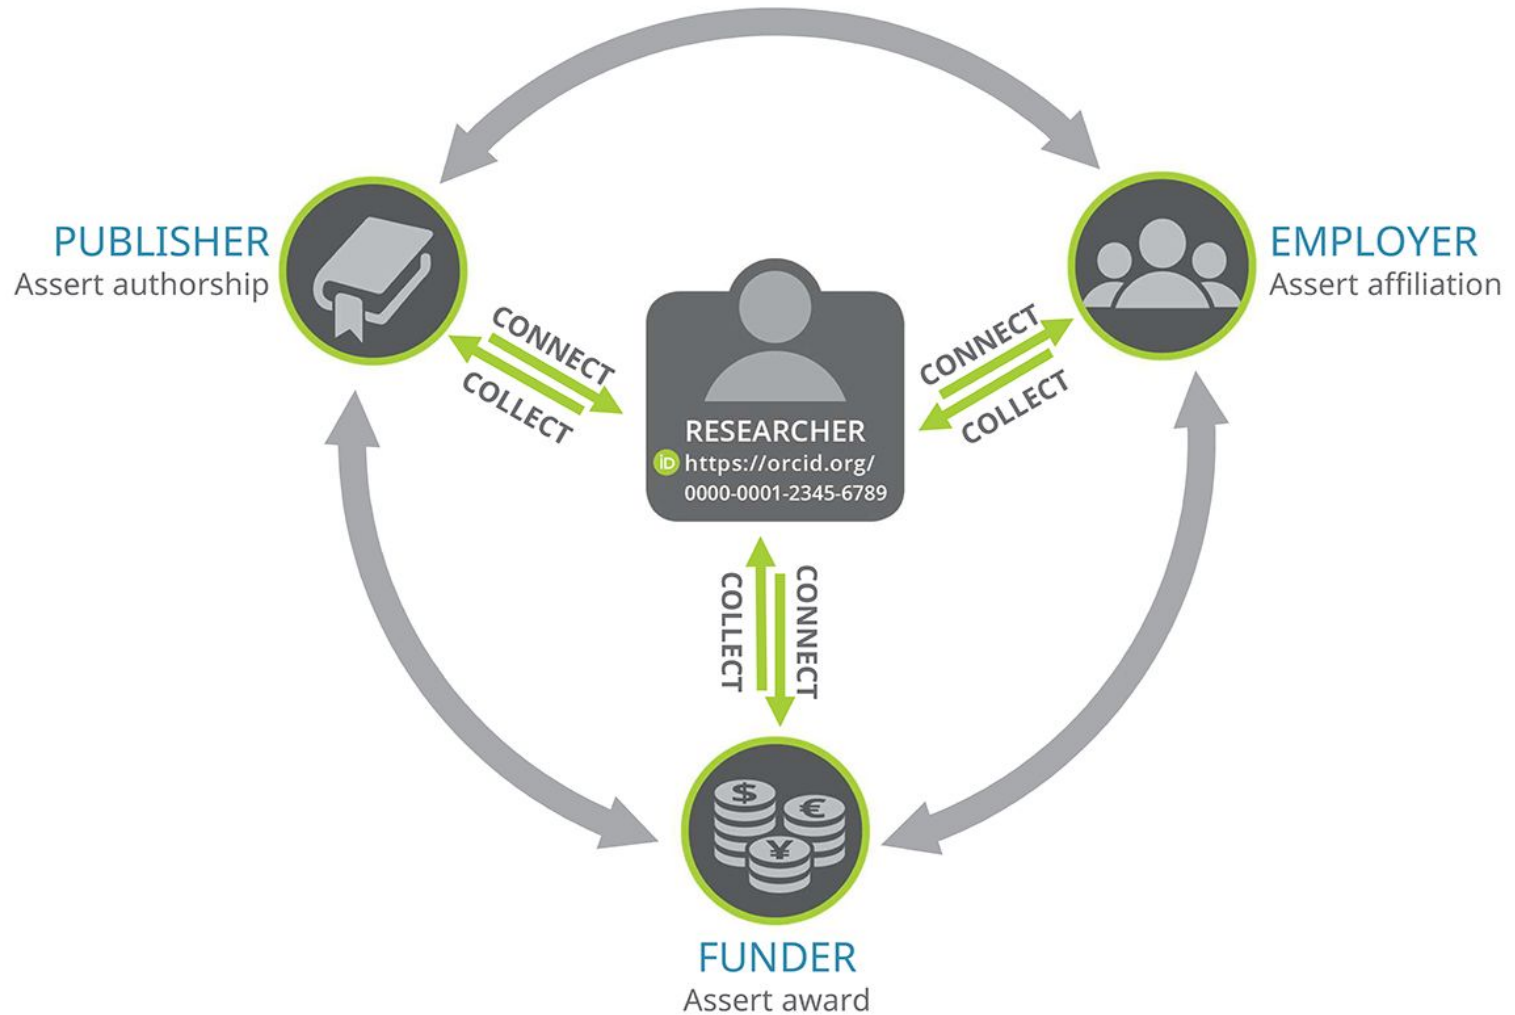 PUBLISHER
Assert authorship
EMPLOYER
Assert affiliation
CONNECT
COLLECT
CONNECT
COLLECT
RESEARCHER
iD https://orcid.org/
0000-0001-2345-6789
COLLECT
CONNECT
$
€
¥
FUNDER
Assert award